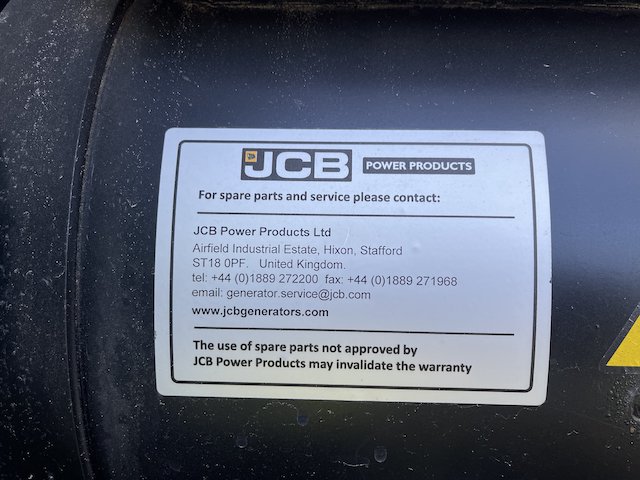 JCB POWER PRODUCTS
For spare parts and service please contact:
JCB Power Products Ltd
Airfield Industrial Estate, Hixon, Stafford
ST18 0PF. United Kingdom.
tel: +44 (0)1889 272200 fax: +44 (0)1889 271968
email: generator.service@jcb.com
www.jcbgenerators.com
The use of spare parts not approved by
JCB Power Products may invalidate the warranty